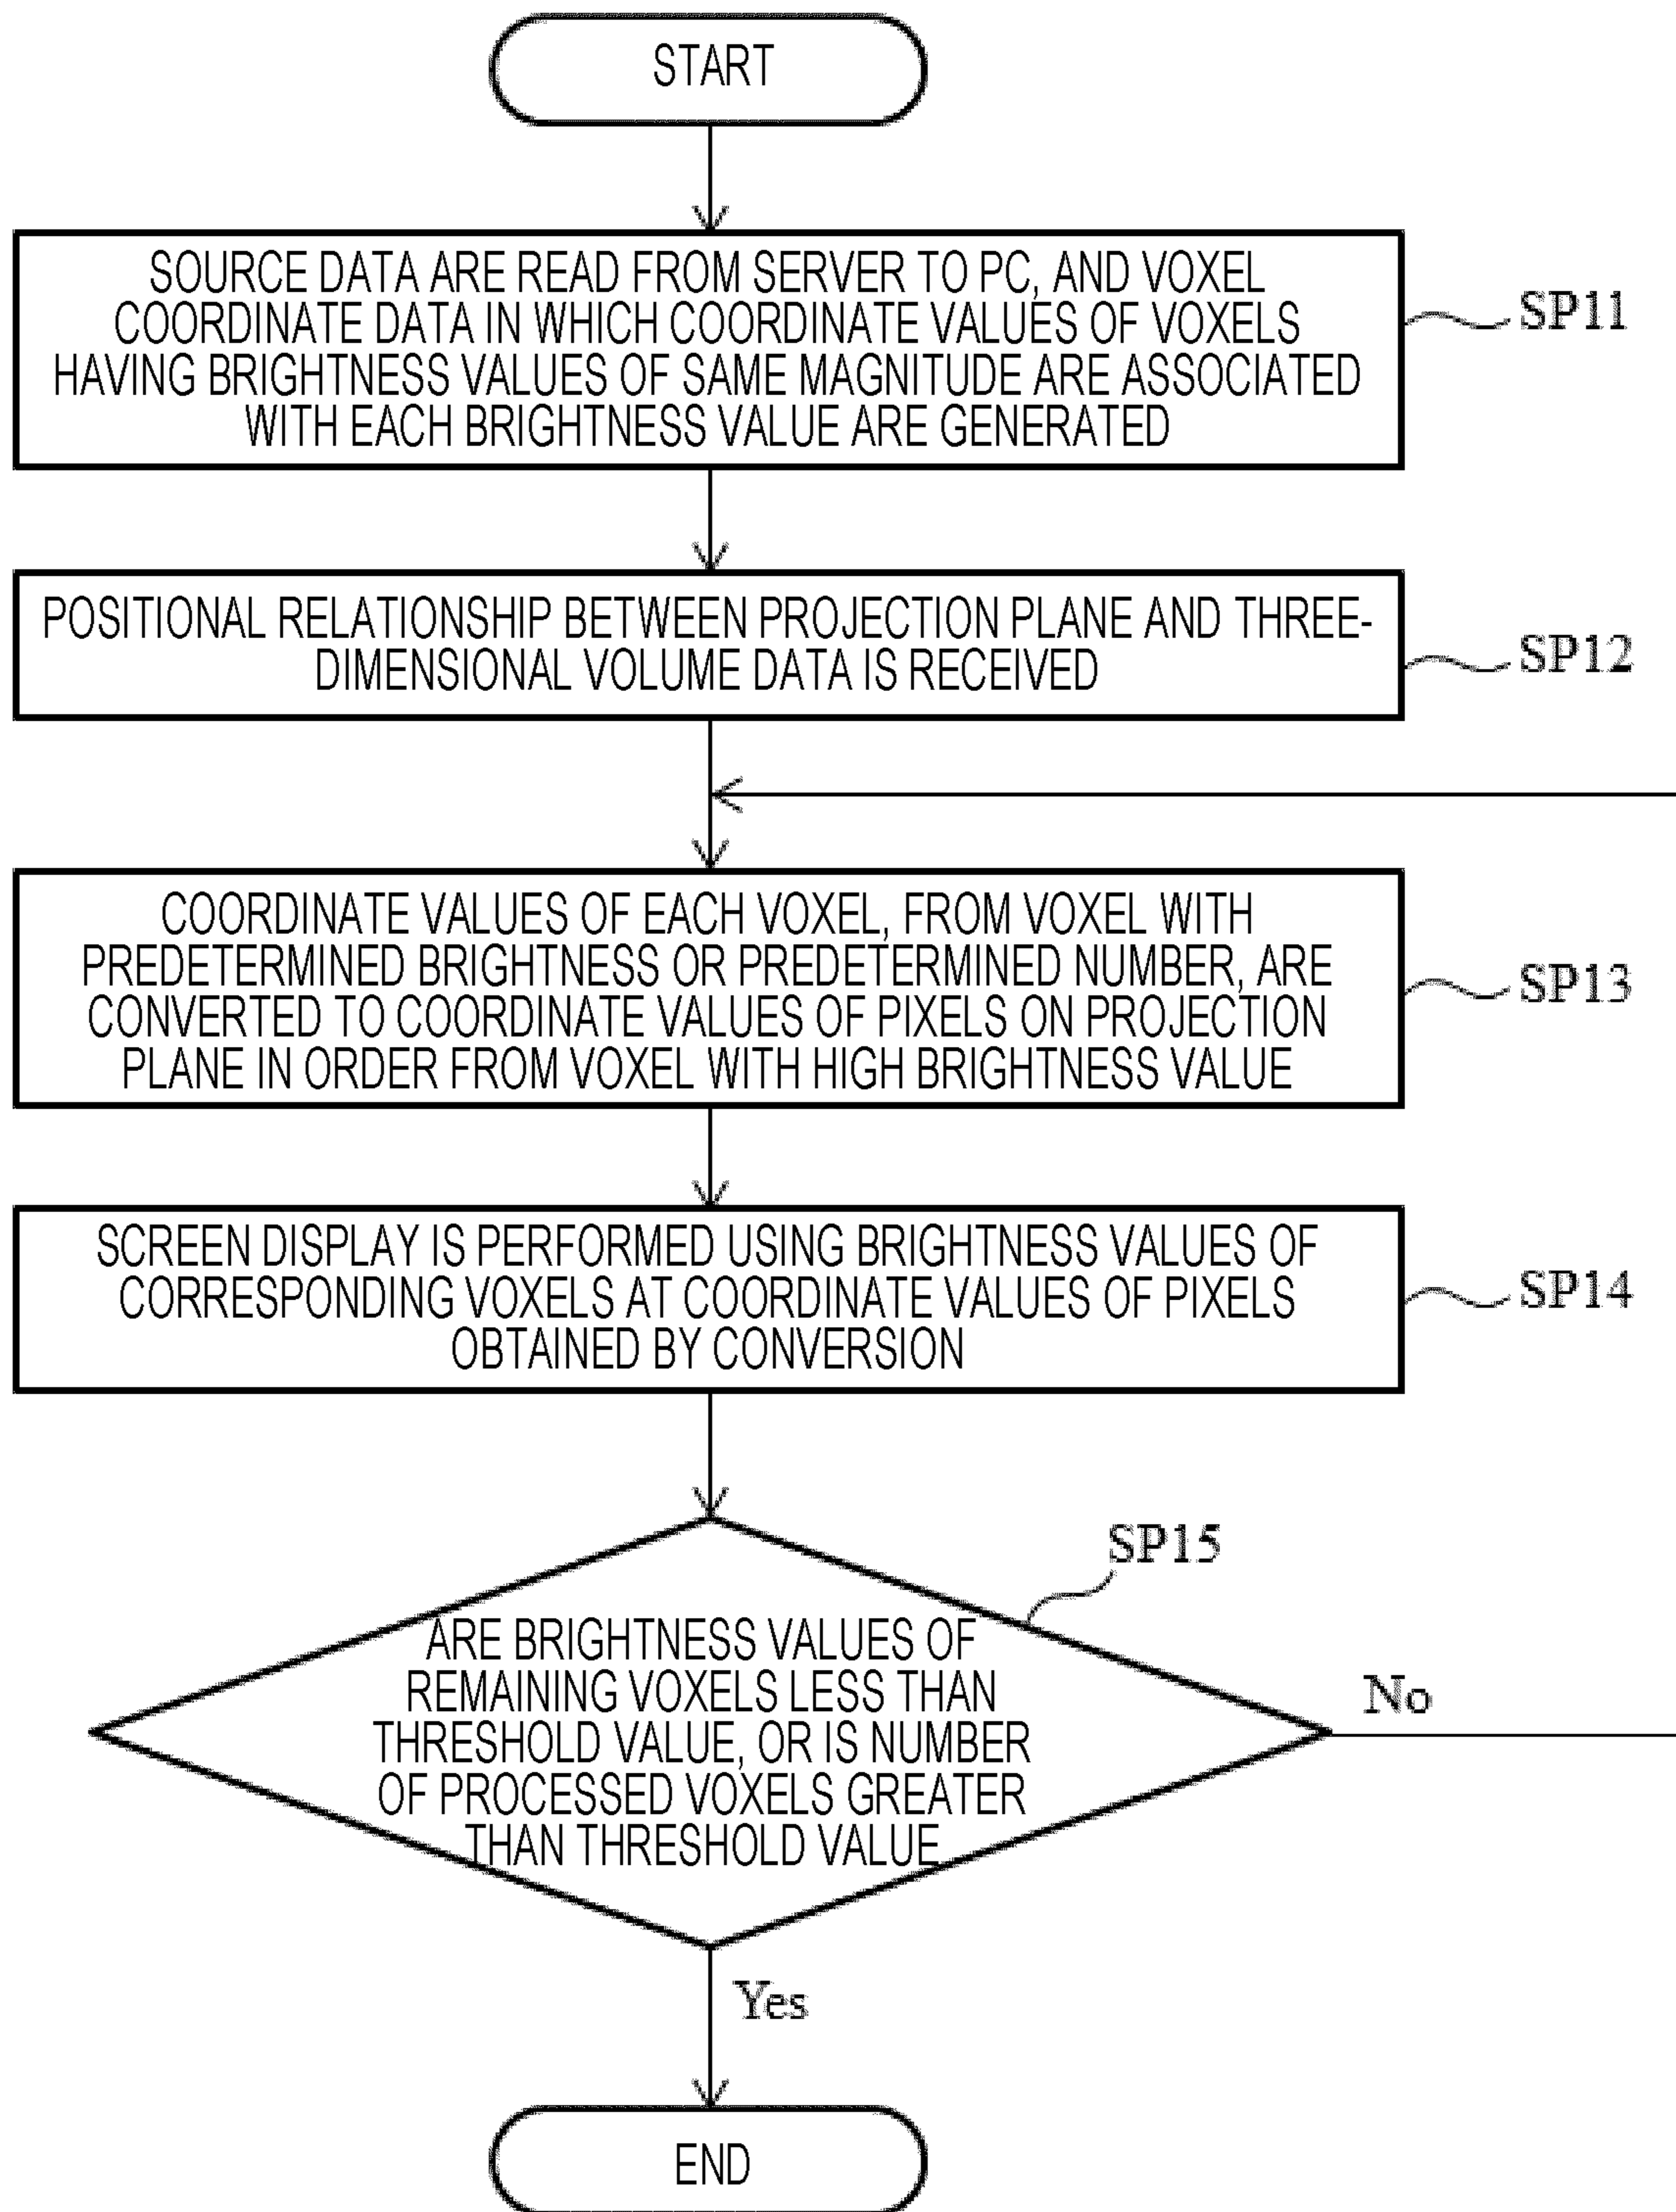 START
SOURCE DATA ARE READ FROM SERVER TO PC, AND VOXEL
COORDINATE DATA IN WHICH COORDINATE VALUES OF VOXELS
HAVING BRIGHTNESS VALUES OF SAME MAGNITUDE ARE ASSOCIATED
WITH EACH BRIGHTNESS VALUE ARE GENERATED
SP11
POSITIONAL RELATIONSHIP BETWEEN PROJECTION PLANE AND THREE-
DIMENSIONAL VOLUME DATA IS RECEIVED
SP12
COORDINATE VALUES OF EACH VOXEL, FROM VOXEL WITH
PREDETERMINED BRIGHTNESS OR PREDETERMINED NUMBER, ARE
CONVERTED TO COORDINATE VALUES OF PIXELS ON PROJECTION
PLANE IN ORDER FROM VOXEL WITH HIGH BRIGHTNESS VALUE
SP13
SCREEN DISPLAY IS PERFORMED USING BRIGHTNESS VALUES OF
CORRESPONDING VOXELS AT COORDINATE VALUES OF PIXELS
OBTAINED BY CONVERSION
SP14
SP15
ARE BRIGHTNESS VALUES OF
REMAINING VOXELS LESS THAN
THRESHOLD VALUE, OR IS NUMBER
OF PROCESSED VOXELS GREATER
THAN THRESHOLD VALUE
No
Yes
END